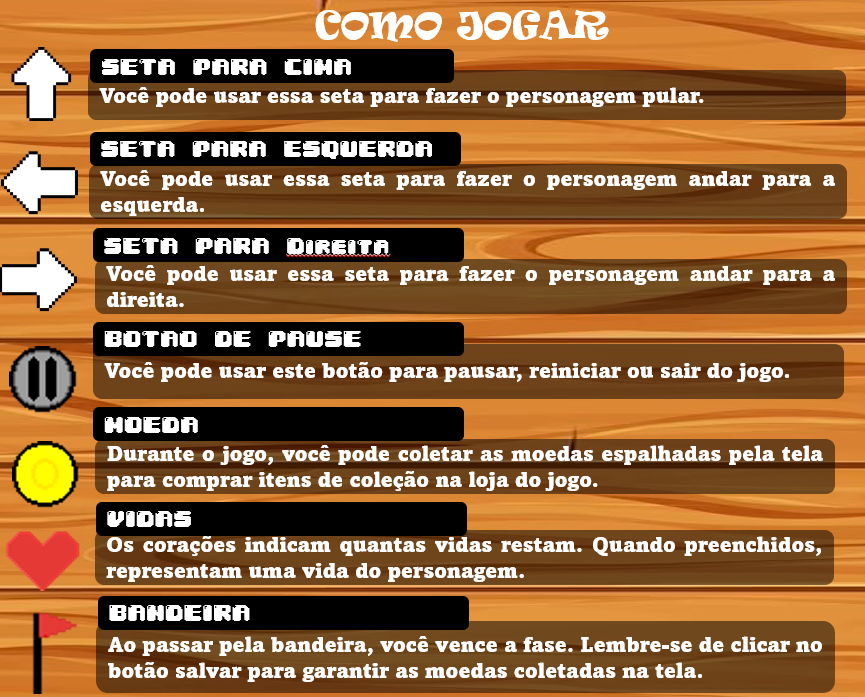 COMO JOGAR
SETA PARA CIMA
Você pode usar essa seta para fazer o personagem pular.
SETA PARA ESQUERDA
Você pode usar essa seta para fazer o personagem andar para a
esquerda.
SETA PARA DIREITA
Você pode usar essa seta para fazer o personagem andar para a
direita.
BOTAO DE PAUSE
Você pode usar este botão para pausar, reiniciar ou sair do jogo.
MOEDA
Durante o jogo, você pode coletar as moedas espalhadas pela tela
para comprar itens de coleção na loja do jogo.
VIDAS
Os corações indicam quantas vidas restam. Quando preenchidos,
representam uma vida do personagem.
BANDEIRA
Ao passar pela bandeira, você vence a fase. Lembre-se de clicar no
botão salvar para garantir as moedas coletadas na tela.